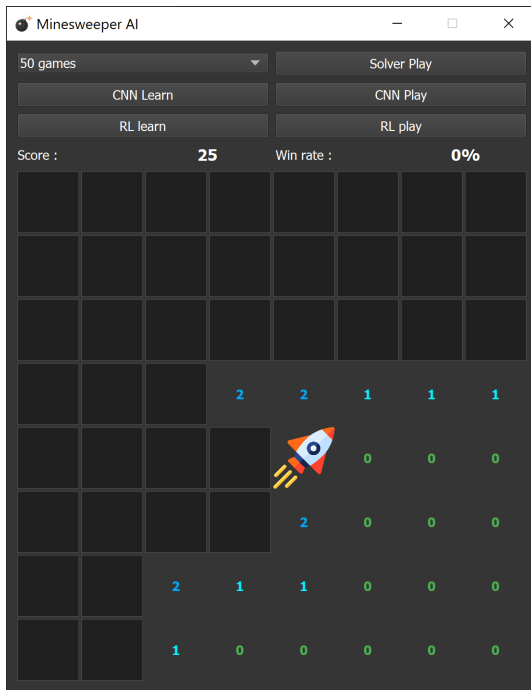 Minesweeper AI
50 games Solver Play
CNN Learn CNN Play
RL learn RL play
Score : 25 Win rate : 0%
2 2 1 1 1
0 0 0
2 0 0 0
2 1 1 0 0 0
1 0 0 0 0 0